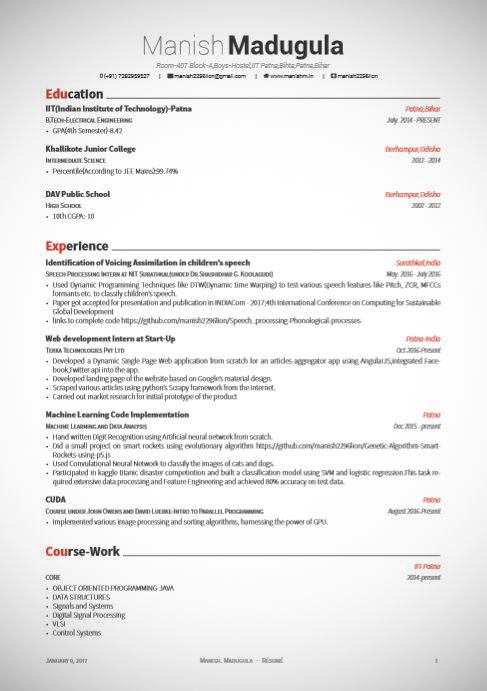 Manish Madugula
Room-407 Block-A,Boys-Hostel,IIT Patna,Bihta,Patna,Bihar
(+91) 7282959527 | manish2296lion@gmail.com | www.manishm.in | manish2296lion
Education
IIT(Indian Institute of Technology)-Patna Patna,Bihar
B.Tech-Electrical Engineering July. 2014 - PRESENT
• GPA(4th Semester)-8.42
Khallikote Junior College Berhampur,Odisha
Intermediate Science 2012 - 2014
• Percentile(According to JEE Mains):99.74%
DAV Public School Berhampur,Odisha
High School 2002 - 2012
• 10th CGPA:-10
Experience
Identification of Voicing Assimilation in children's speech Surathkal,India
Speech Processing Intern at NIT Surathkal(under Dr.Shashidhar G. Koolagudi) May. 2016 - July 2016
• Used Dynamic Programming Techniques like DTW(Dynamic time Warping) to test various speech features like Pitch, ZCR, MFCCs
formants etc. to classify children's speech.
• Paper got accepted for presentation and publication in INDIACom - 2017;4th International Conference on Computing for Sustainable
Global Development
• links to complete code https://github.com/manish2296lion/Speech_processing-Phonological-processes-
Web development Intern at Start-Up Patna-India
Tekra Technologies Pvt Ltd Oct.2016-Present
• Developed a Dynamic Single Page Web application from scratch for an articles aggregator app using AngularJS,integrated Face-
book,Twitter api into the app.
• Developed landing page of the website based on Google's material design.
• Scraped various articles using python's Scrapy framework from the Internet.
• Carried out market research for initial prototype of the product
Machine Learning Code Implementation Patna
Machine Learning and Data Analysis Dec 2015 - present
• Hand written Digit Recognition using Artificial neural network from scratch.
• Did a small project on smart rockets using evolutionary algorithm https://github.com/manish2296lion/Genetic-Algorithm-Smart-
Rockets-using-p5.js
• Used Convulational Neural Network to classify the images of cats and dogs.
• Participated in kaggle titanic disaster competiotion and built a classification model using SVM and logistic regression.This task re-
quired extensive data processing and Feature Engineering and achieved 80% accuracy on test data.
CUDA Patna
Course under John Owens and David Luebke-Intro to Parallel Programming August 2016-Present
• Implemented various image processing and sorting algorithms, harnessing the power of GPU.
Course-Work
IIT-Patna
CORE 2014-present
• OBJECT ORIENTED PROGRAMMING-JAVA
• DATA STRUCTURES
• Signals and Systems
• Digital Signal Processing
• VLSI
• Control Systems
January 9, 2017 Manish. Madugula · Résumé